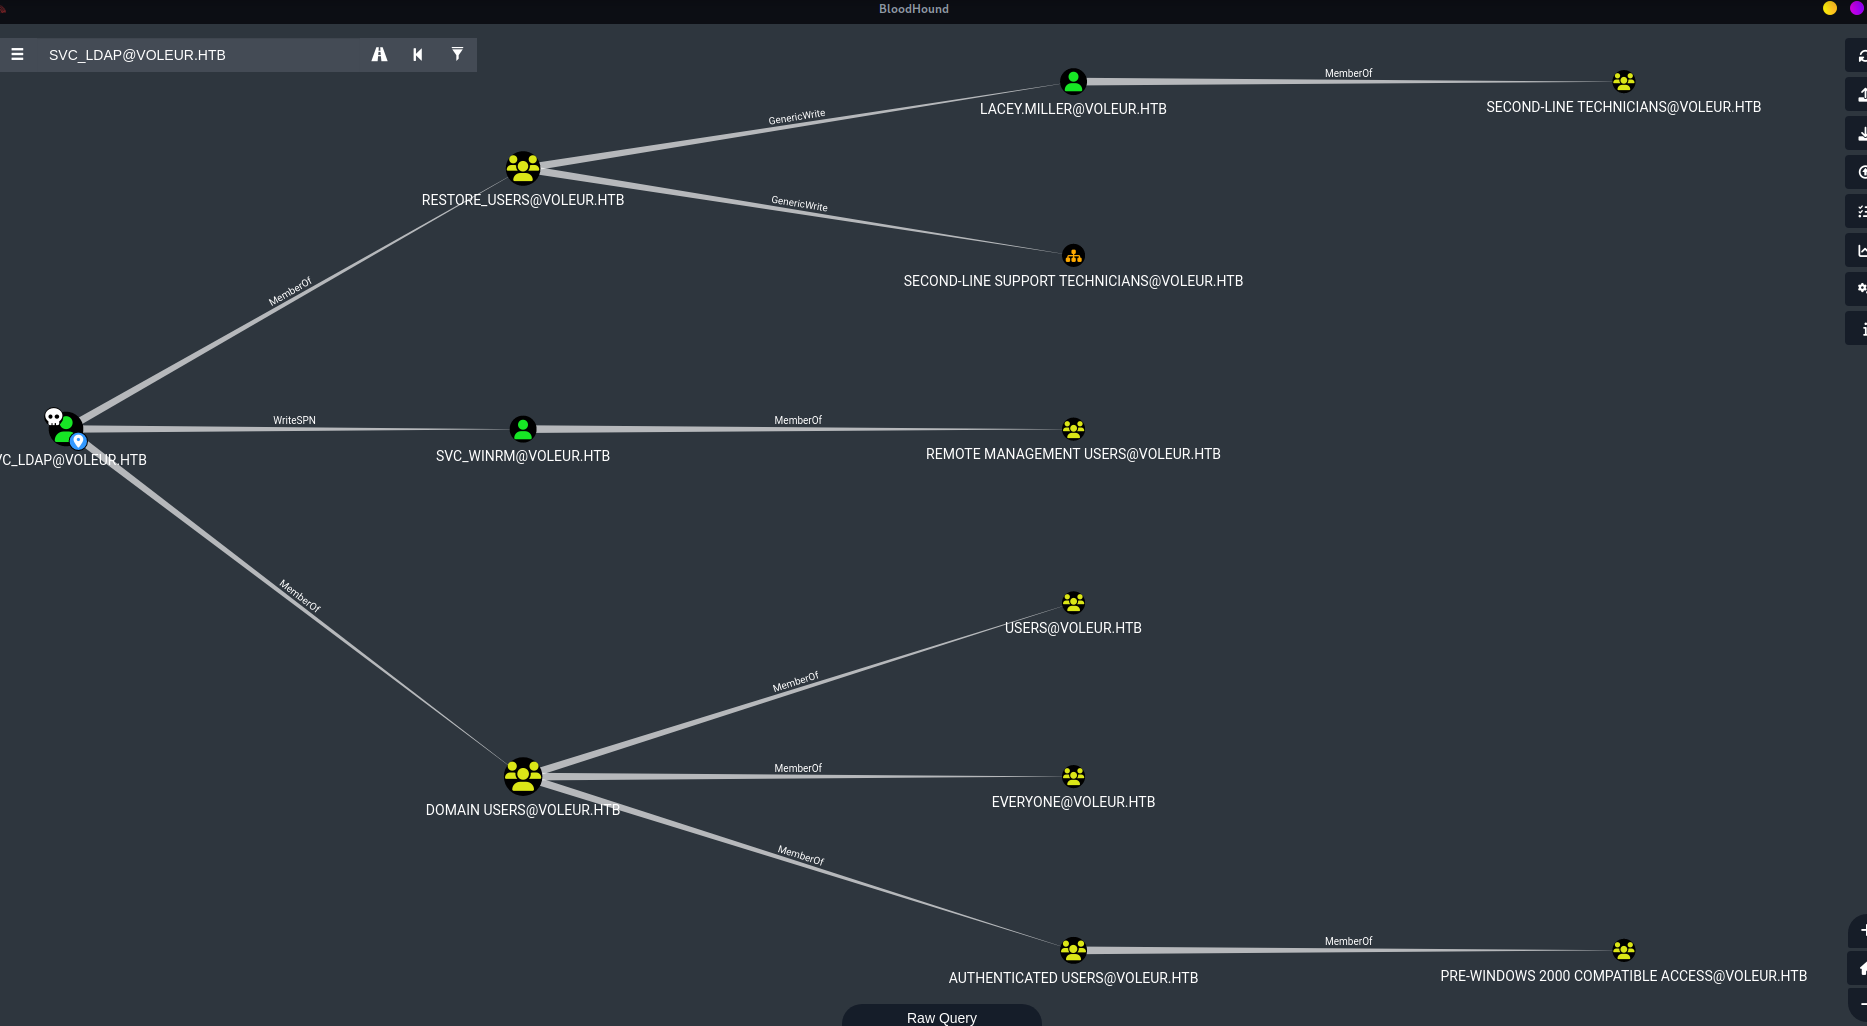 BloodHound
SVC_LDAP@VOLEUR.HTB
MemberOf
LACEY.MILLER@VOLEUR.HTB
SECOND-LINE TECHNICIANS@VOLEUR.HTB
GenericWrite
RESTORE_USERS@VOLEUR.HTB
GenericWrite
SECOND-LINE SUPPORT TECHNICIANS@VOLEUR.HTB
MemberOf
WriteSPN
MemberOf
VC_LDAP@VOLEUR.HTB
SVC_WINRM@VOLEUR.HTB
REMOTE MANAGEMENT USERS@VOLEUR.HTB
MemberOf
USERS@VOLEUR.HTB
MemberOf
MemberOf
DOMAIN USERS@VOLEUR.HTB
EVERYONE@VOLEUR.HTB
MemberOf
MemberOf
AUTHENTICATED USERS@VOLEUR.HTB
PRE-WINDOWS 2000 COMPATIBLE ACCESS@VOLEUR.HTB
Raw Query